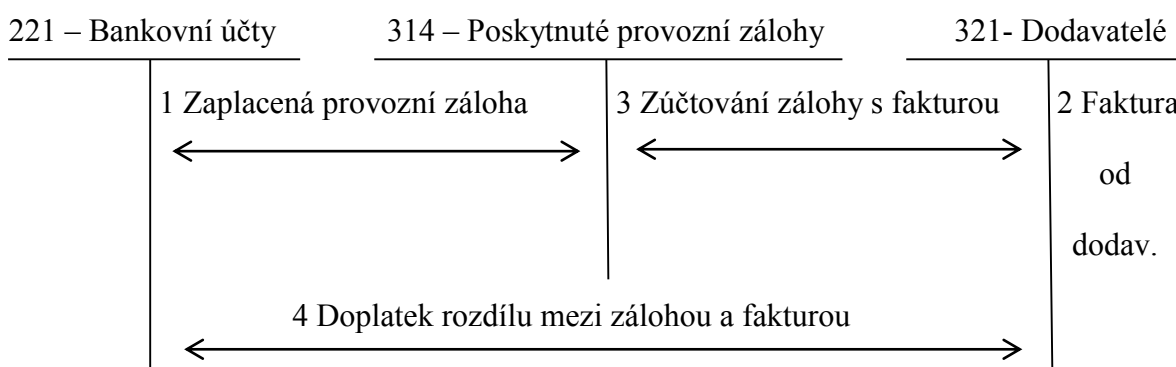 221 – Bankovní účty 314 – Poskytnuté provozní zálohy 321- Dodavatelé
1 Zaplacená provozní záloha 3 Zúčtování zálohy s fakturou 2 Faktura
od
dodav.
4 Doplatek rozdílu mezi zálohou a fakturou